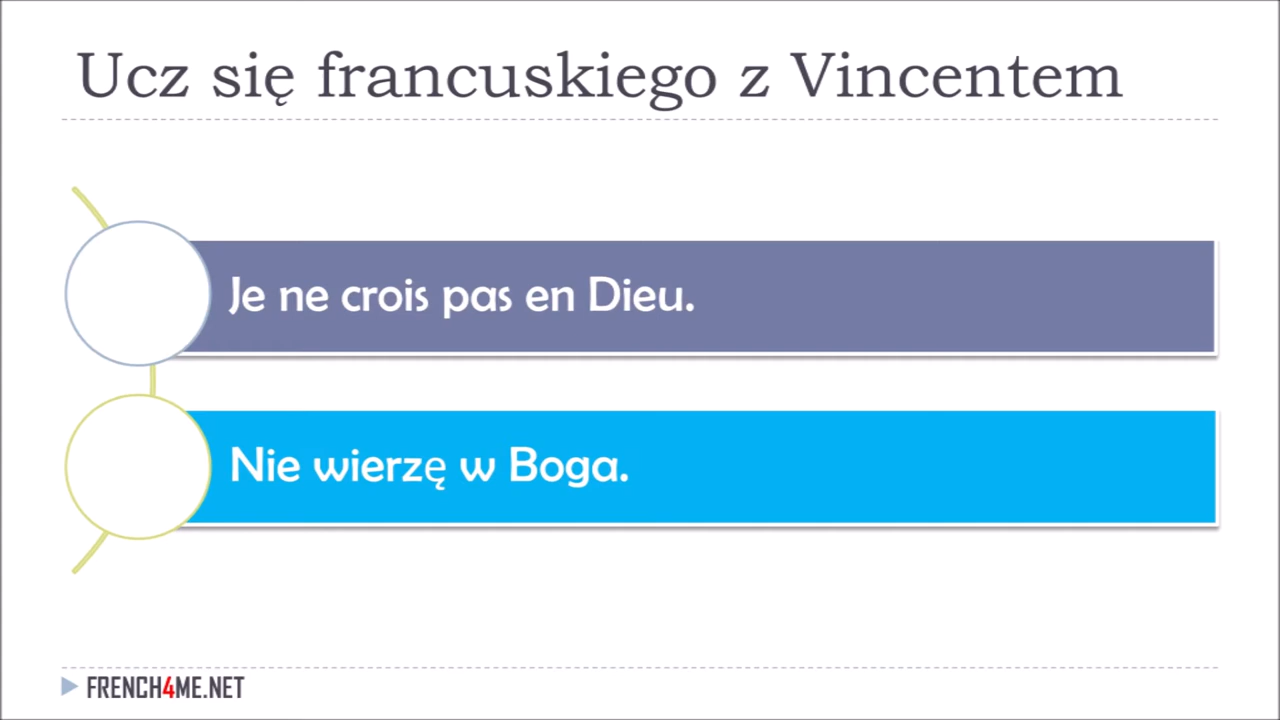 Ucz się francuskiego z Vincentem
Je ne crois pas en Dieu.
Nie wierzę w Boga.
FRENCH4ME.NET